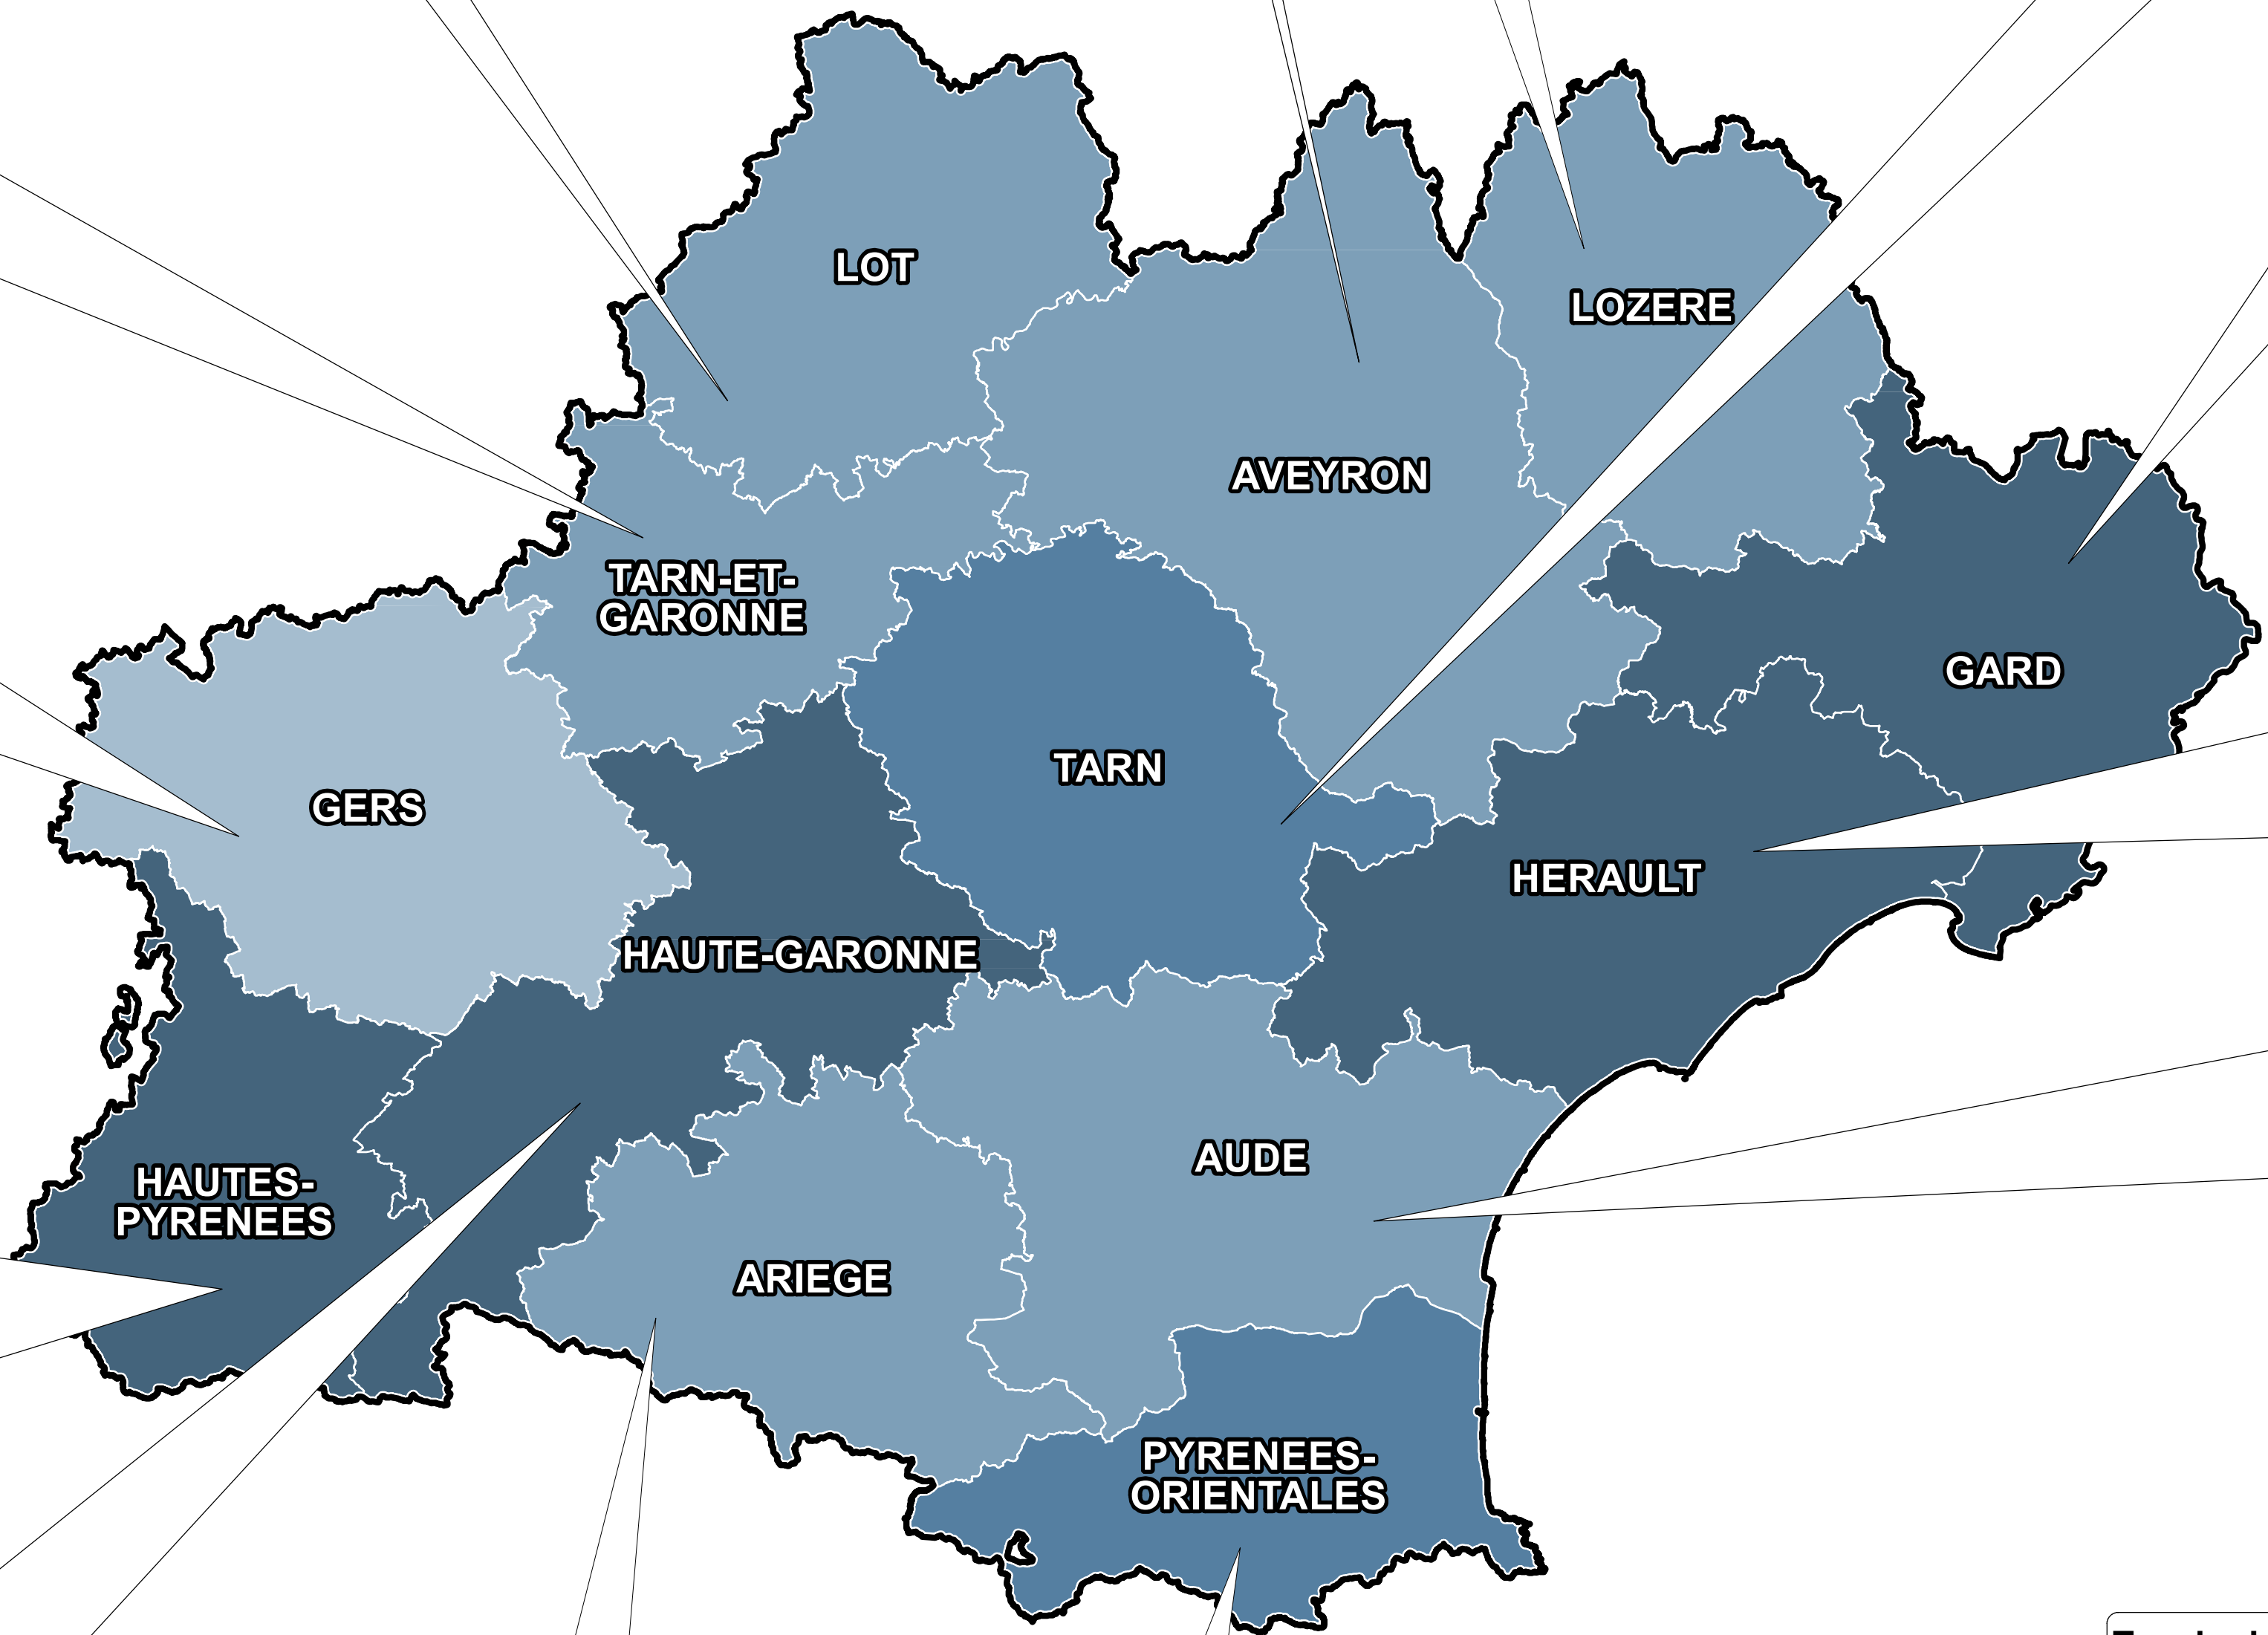 LOT
LOZERE
AVEYRON
TARN-ET-
GARONNE
GARD
TARN
GERS
HERAULT
HAUTE-GARONNE
AUDE
HAUTES-
PYRENEES
ARIEGE
PYRENEES-
ORIENTALES